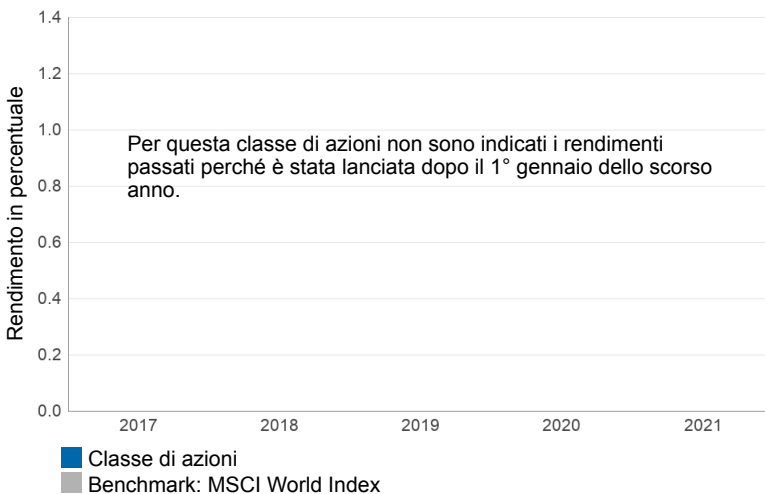 1.4
1.2
1.0
0.8
0.6
0.4
0.2
0.0
Rendimento in percentuale
Per questa classe di azioni non sono indicati i rendimenti
passati perché è stata lanciata dopo il 1° gennaio dello scorso
anno.
2017 2018 2019 2020 2021
Classe di azioni
Benchmark: MSCI World Index